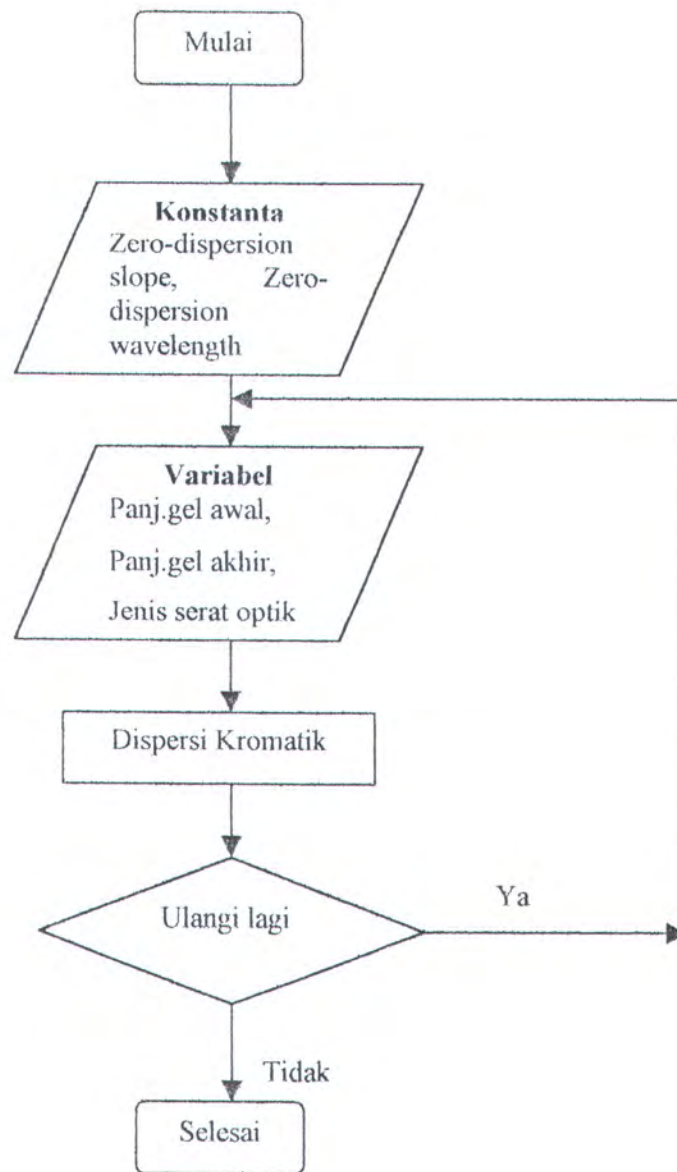 Mulai
Konstanta
Zero-dispersion
slope, Zero-
dispersion
wavelength
Variabel
Panj.gel awal,
Panj.gel akhir,
Jenis serat optik
Dispersi Kromatik
Ulangi lagi
Ya
Tidak
Selesai